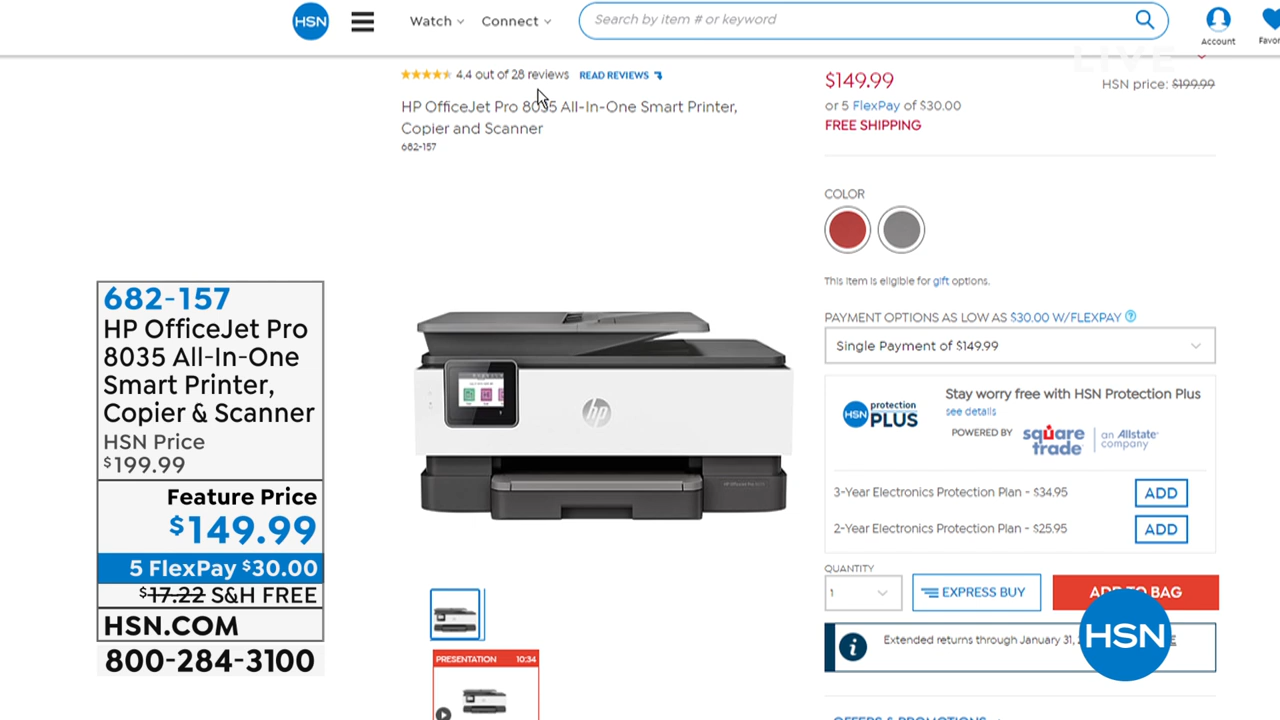 HSN
Watch
Connect
Search by item # or keyword
Account
LIVE
4.4 out of 28 reviews READ REVIEWS
HP OfficeJet Pro 8035 All-In-One Smart Printer,
Copier and Scanner
682-157
$149.99
HSN price: $199.99
or 5 FlexPay of $30.00
FREE SHIPPING
COLOR
This item is eligible for gift options.
PAYMENT OPTIONS AS LOW AS $30.00 W/FLEXPAY ?
Single Payment of $149.99
HSN protection PLUS
Stay worry free with HSN Protection Plus
see details
POWERED BY square trade an Allstate company
3-Year Electronics Protection Plan - $34.95 ADD
2-Year Electronics Protection Plan - $25.95 ADD
QUANTITY
1
EXPRESS BUY
ADD TO BAG
i Extended returns through January 31,
HSN
682-157
HP OfficeJet Pro
8035 All-In-One
Smart Printer,
Copier & Scanner
HSN Price
$199.99
Feature Price
$149.99
5 FlexPay $30.00
$17.22 S&H FREE
HSN.COM
800-284-3100
hp
PRESENTATION 10:34
OFFERS & PROMOTIONS